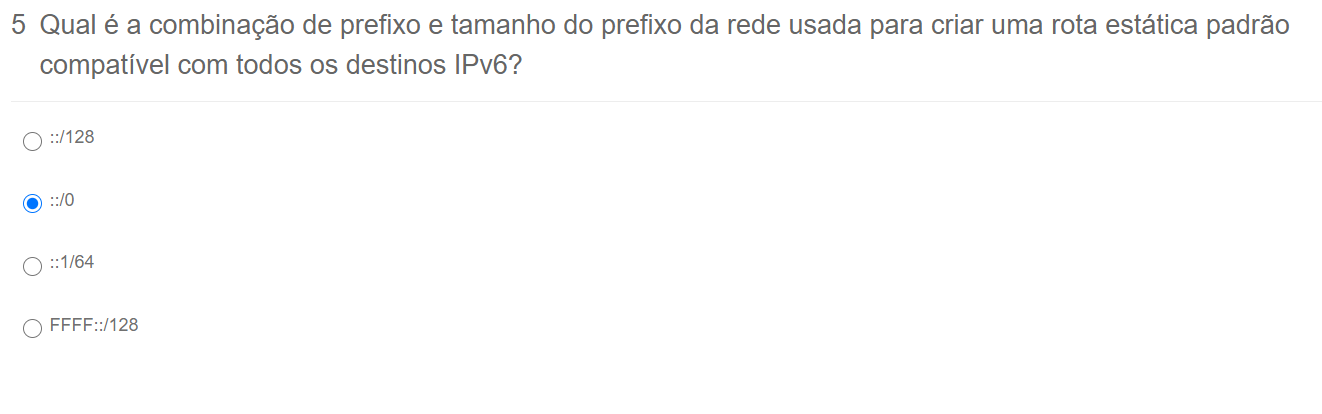 5 Qual é a combinação de prefixo e tamanho do prefixo da rede usada para criar uma rota estática padrão
compatível com todos os destinos IPv6?
::/128
::/0
::1/64
FFFF::/128